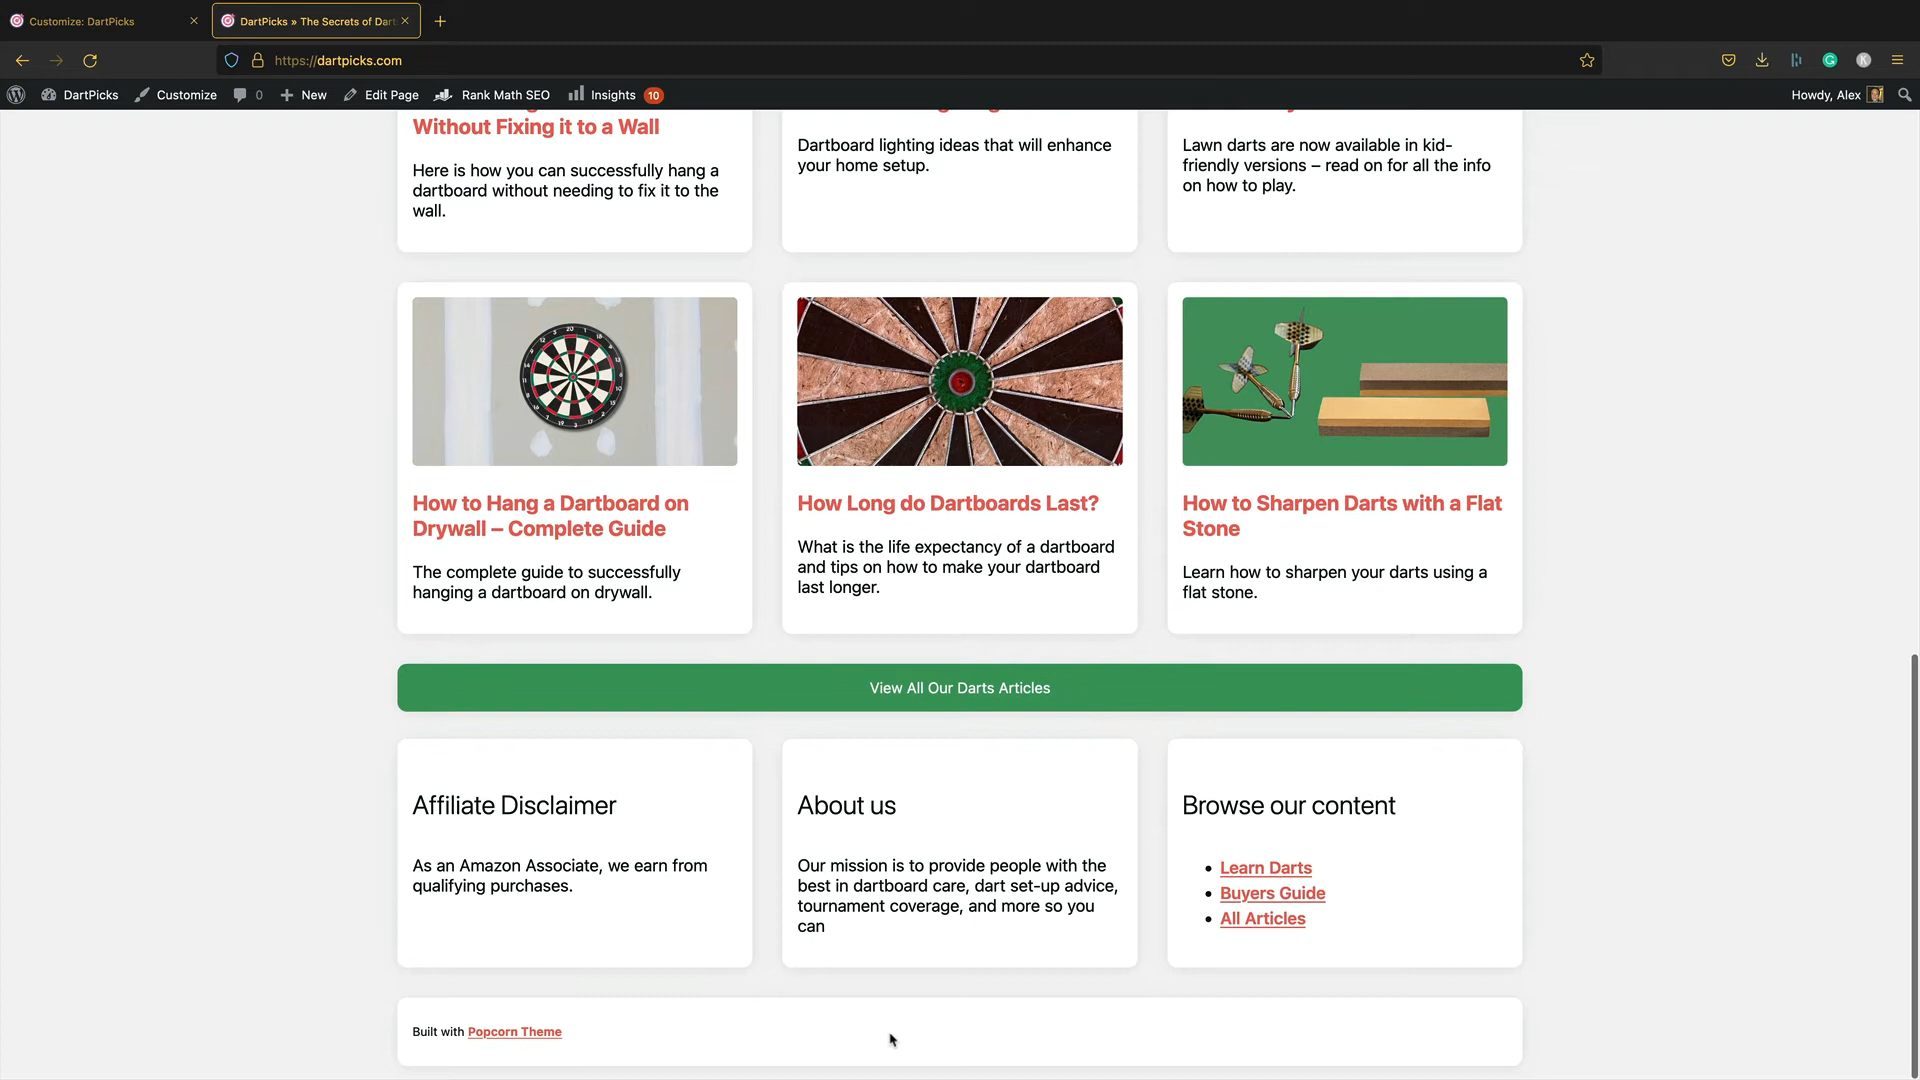 Customize: DartPicks
DartPicks » The Secrets of Dart
https://dartpicks.com
DartPicks
Customize
0
New
Edit Page
Rank Math SEO
Insights
10
Howdy, Alex
Without Fixing it to a Wall
Here is how you can successfully hang a
dartboard without needing to fix it to the
wall.
Dartboard lighting ideas that will enhance
your home setup.
Lawn darts are now available in kid-
friendly versions – read on for all the info
on how to play.
How to Hang a Dartboard on
Drywall – Complete Guide
The complete guide to successfully
hanging a dartboard on drywall.
How Long do Dartboards Last?
What is the life expectancy of a dartboard
and tips on how to make your dartboard
last longer.
How to Sharpen Darts with a Flat
Stone
Learn how to sharpen your darts using a
flat stone.
View All Our Darts Articles
Affiliate Disclaimer
As an Amazon Associate, we earn from
qualifying purchases.
About us
Our mission is to provide people with the
best in dartboard care, dart set-up advice,
tournament coverage, and more so you
can
Browse our content
Learn Darts
Buyers Guide
All Articles
Built with Popcorn Theme